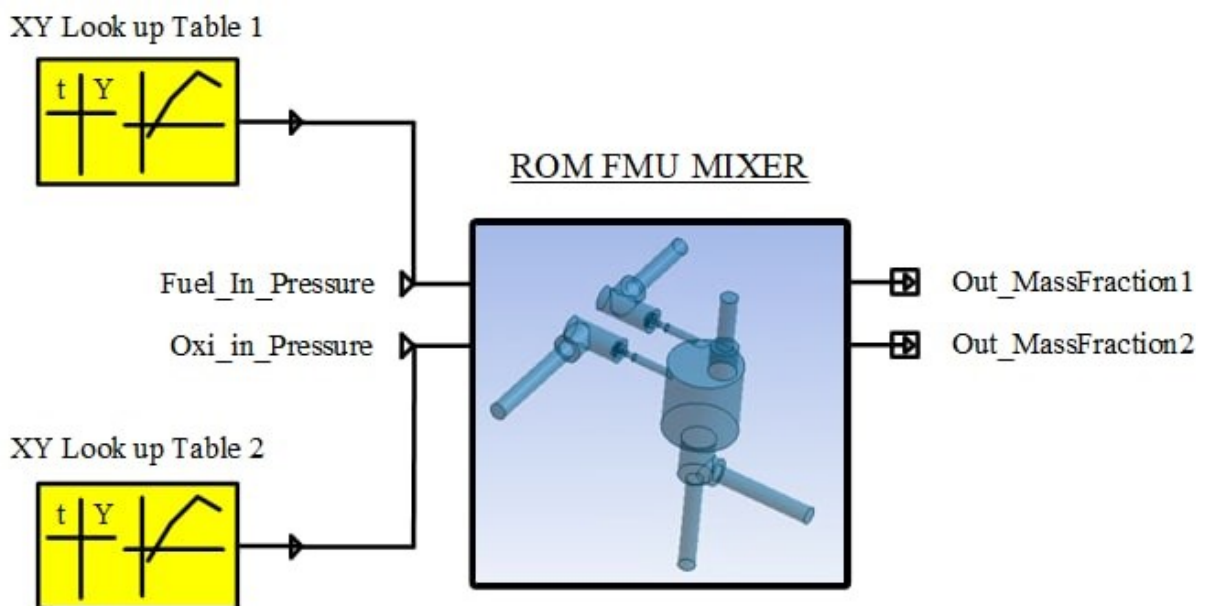 XY Look up Table 1
t Y
ROM FMU MIXER
Fuel_In_Pressure
Out_MassFraction1
Oxi_in_Pressure
Out_MassFraction2
XY Look up Table 2
t Y